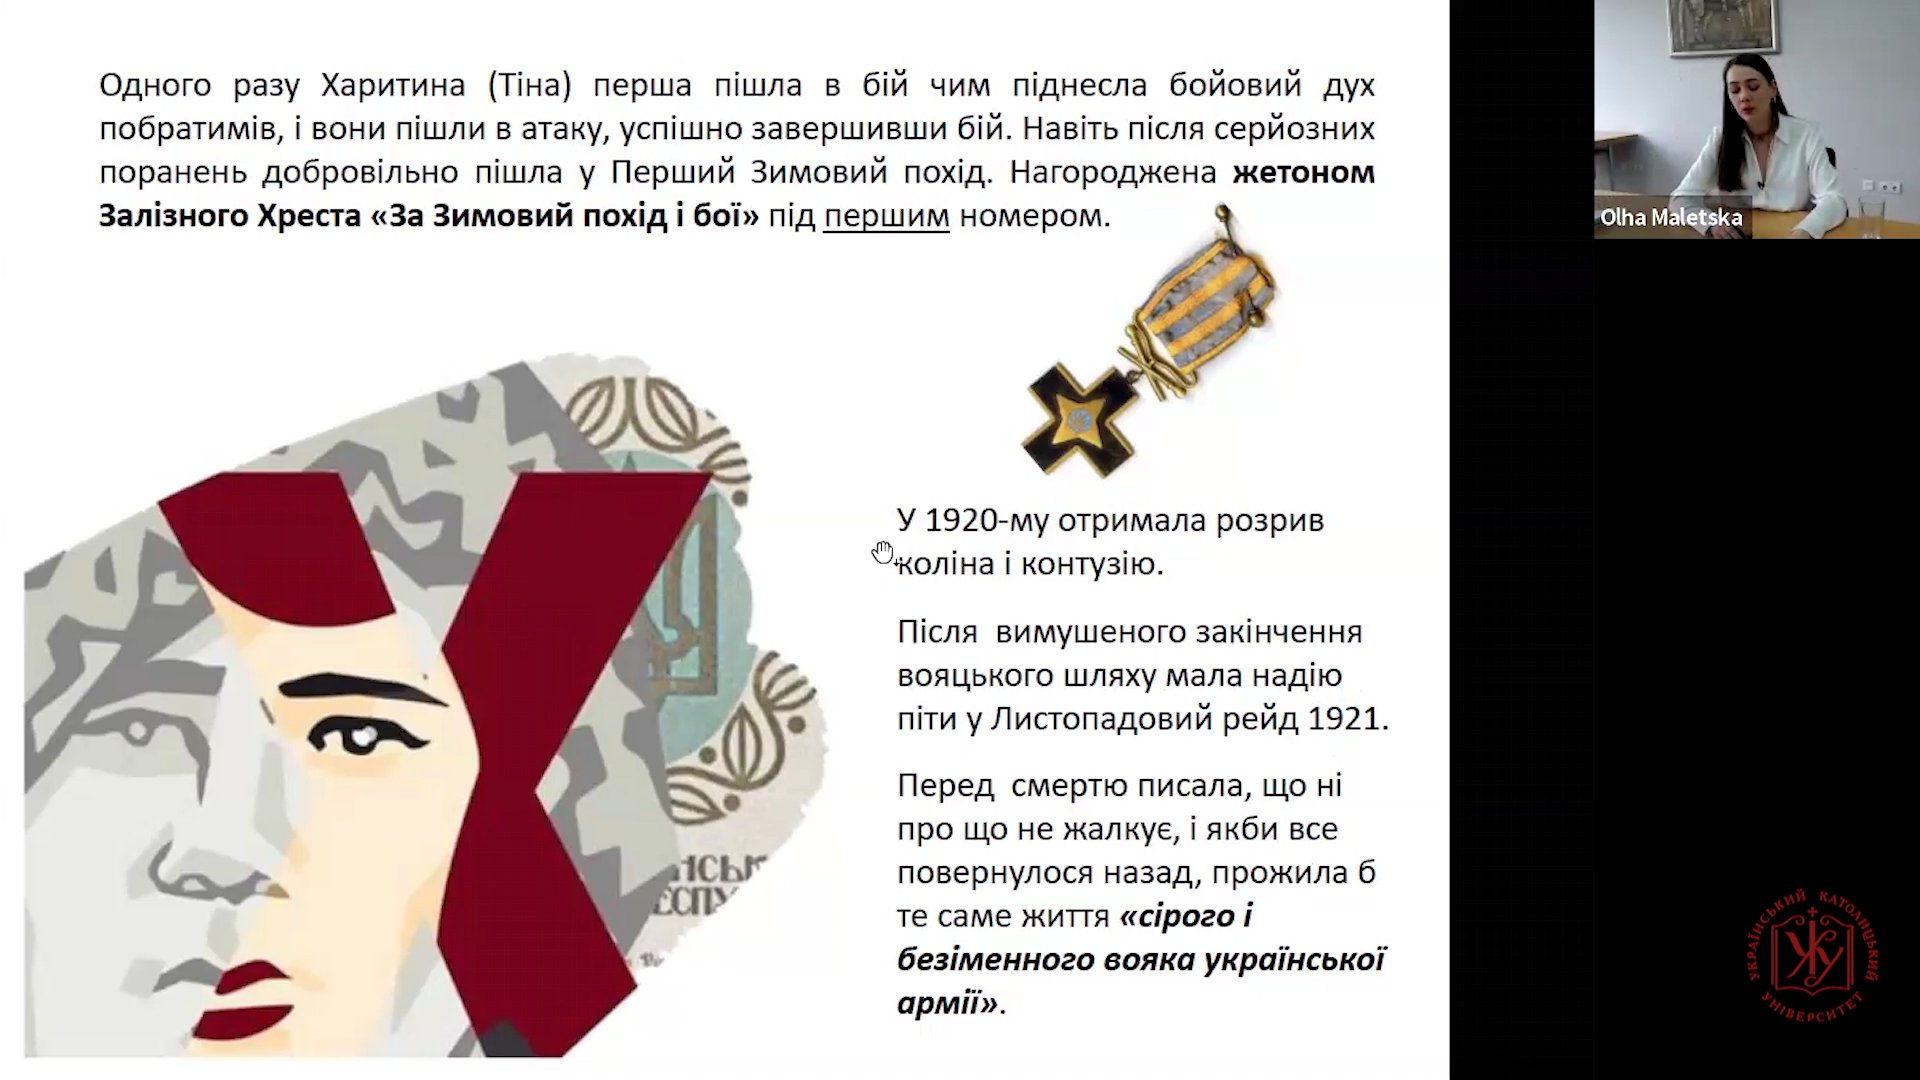 Одного разу Харитина (Тіна) перша пішла в бій чим піднесла бойовий дух
побратимів, і вони пішли в атаку, успішно завершивши бій. Навіть після серйозних
поранень добровільно пішла у Перший Зимовий похід. Нагороджена жетоном
Залізного Хреста «За Зимовий похід і бої» під першим номером.
Olha Maletska
У 1920-му отримала розрив
коліна і контузію.
Після вимушеного закінчення
вояцького шляху мала надію
піти у Листопадовий рейд 1921.
Перед смертю писала, що ні
про що не жалкує, і якби все
повернулося назад, прожила б
те саме життя «сірого і
безіменного вояка української
армії».
УКРАЇНСЬКИЙ КАТОЛИЦЬКИЙ
УНІВЕРСИТЕТ